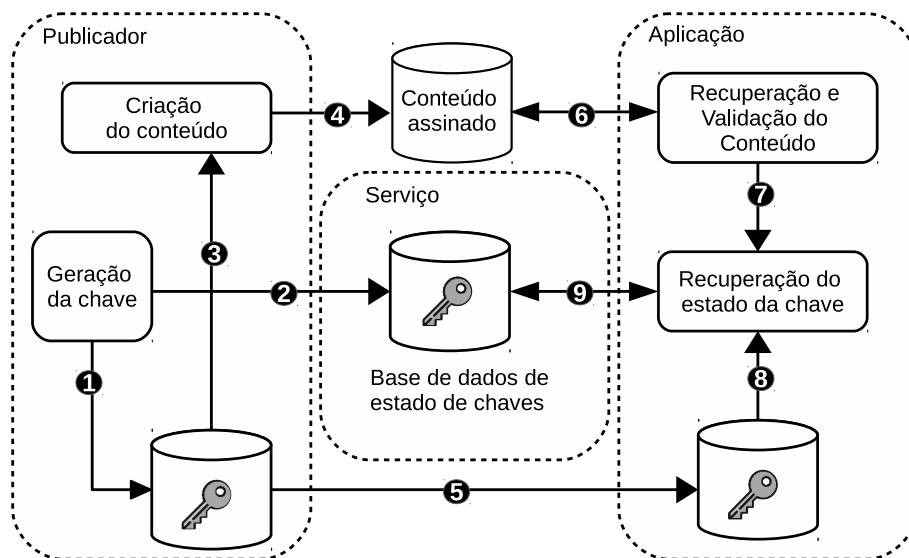 Publicador
Aplicação
Criação
do conteúdo
4
Conteúdo
assinado
6
Recuperação e
Validação do
Conteúdo
7
Serviço
3
Geração
da chave
2
9
Recuperação do
estado da chave
1
Base de dados de
estado de chaves
8
5